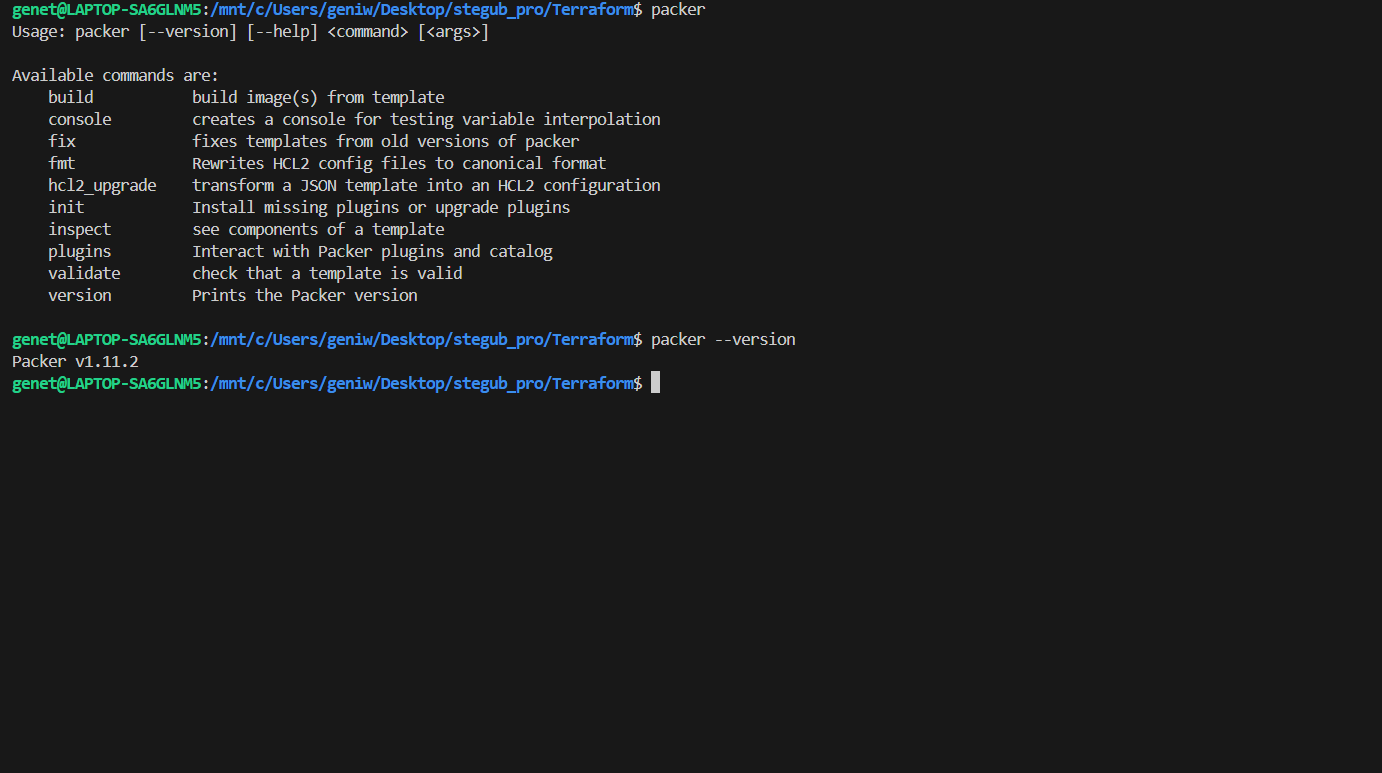 genet@LAPTOP-SA6GLNM5:/mnt/c/Users/geniw/Desktop/stegub_pro/Terraform$ packer
Usage: packer [--version] [--help] <command> [<args>]
Available commands are:
    build           build image(s) from template
    console         creates a console for testing variable interpolation
    fix             fixes templates from old versions of packer
    fmt             Rewrites HCL2 config files to canonical format
    hcl2_upgrade    transform a JSON template into an HCL2 configuration
    init            Install missing plugins or upgrade plugins
    inspect         see components of a template
    plugins         Interact with Packer plugins and catalog
    validate        check that a template is valid
    version         Prints the Packer version
genet@LAPTOP-SA6GLNM5:/mnt/c/Users/geniw/Desktop/stegub_pro/Terraform$ packer --version
Packer v1.11.2
genet@LAPTOP-SA6GLNM5:/mnt/c/Users/geniw/Desktop/stegub_pro/Terraform$